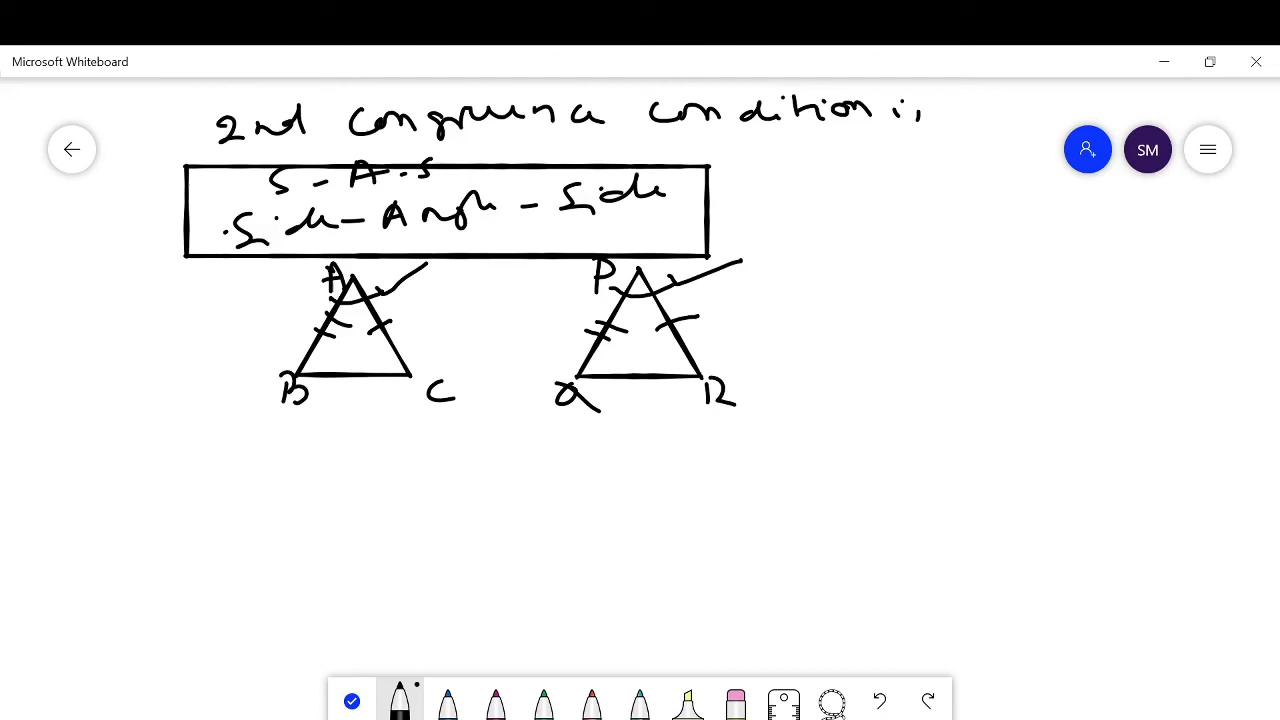 Microsoft Whiteboard
2nd congruence condition is
SM
S - A - S
Side - Angle - Side
A P
B C Q R